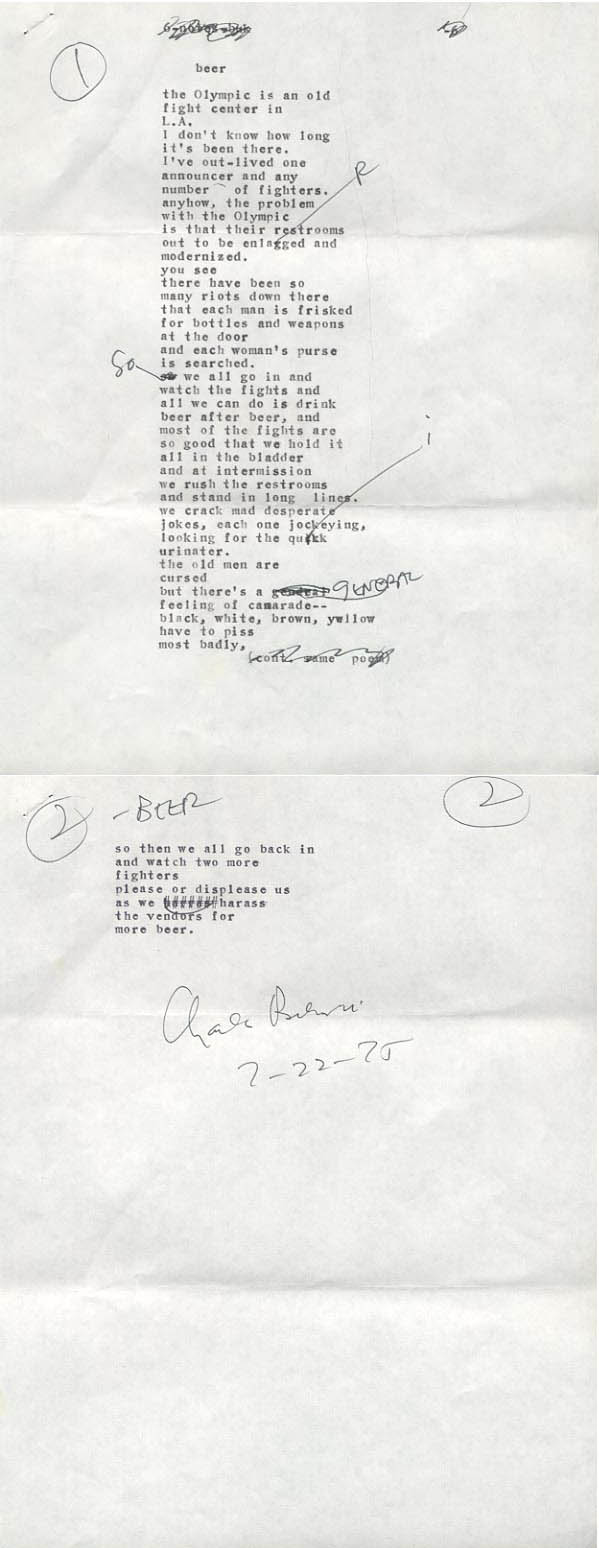 1
beer
the Olympic is an old
fight center in
L.A.
I don't know how long
it's been there.
I've out-lived one
announcer and any
number of fighters.
anyhow, the problem
R
with the Olympic
is that their restrooms
out to be enlagged and
modernized.
you see
there have been so
many riots down there
that each man is frisked
for bottles and weapons
at the door
and each woman's purse
is searched.
So we all go in and
watch the fights and
all we can do is drink
beer after beer, and
most of the fights are
i
so good that we hold it
all in the bladder
and at intermission
we rush the restrooms
and stand in long lines.
we crack mad desperate
jokes, each one jockeying,
looking for the quikk
urinater.
the old men are
cursed
but there's a general GENERAL
feeling of camarade--
black, white, brown, ywllow
have to piss
most badly,
(cont. same poem)
2 - BEER 2
so then we all go back in
and watch two more
fighters
please or displease us
as we harass
the vendors for
more beer.
Charles Bukowski
7-22-75